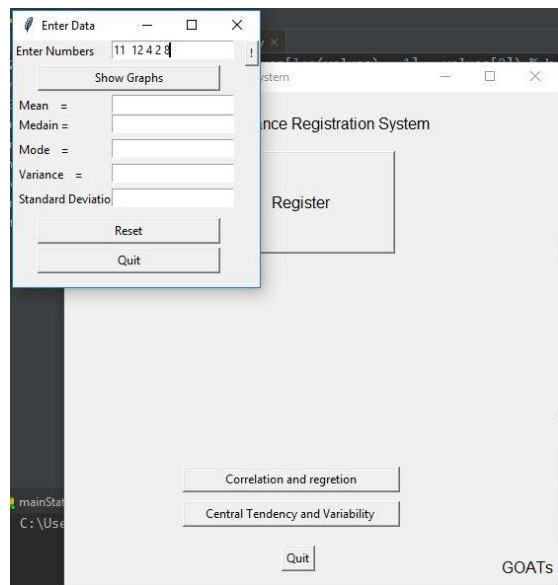 Enter Data
Enter Numbers 11 12 4 2 8 !
Show Graphs
Mean =
Medain =
Mode =
Variance =
Standard Deviatio
Reset
Quit
ystem
nce Registration System
Register
Correlation and regretion
Central Tendency and Variability
Quit
GOATs
mainStat
C:\Use